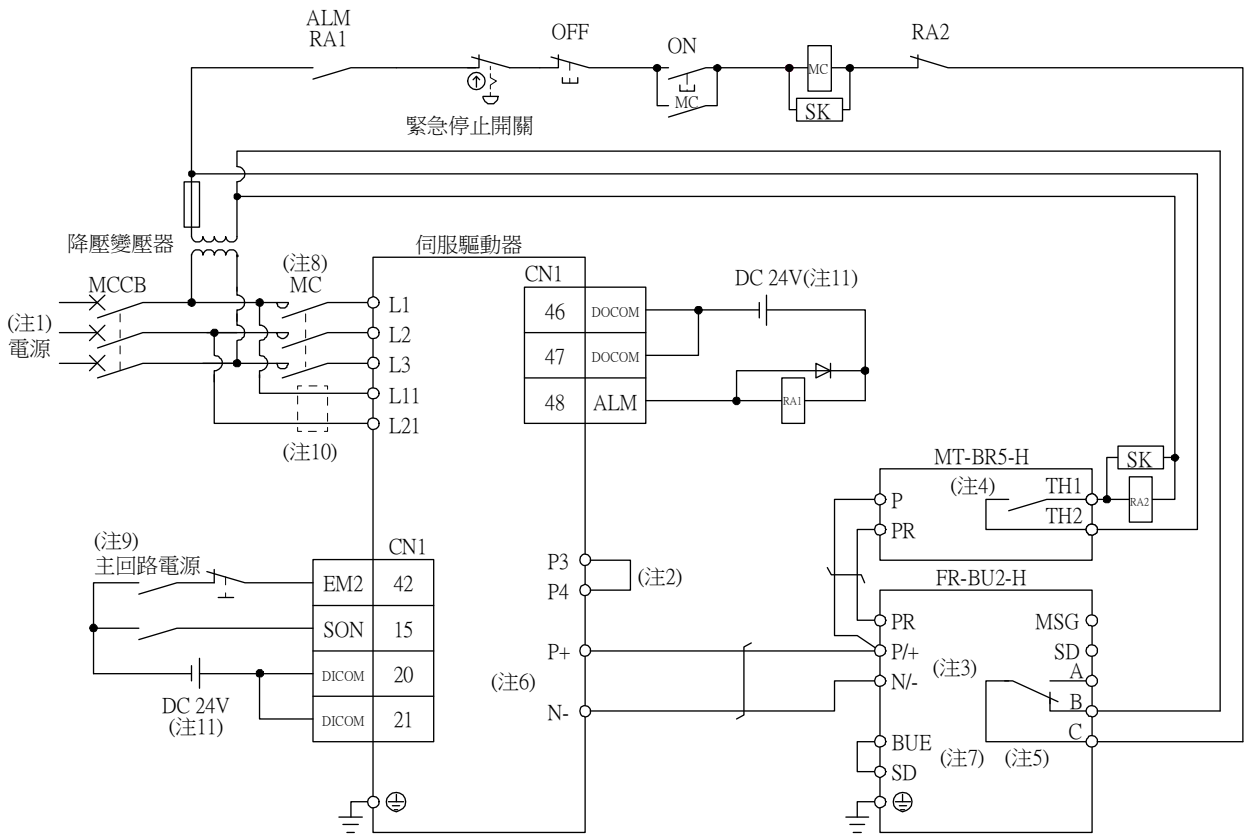 ALM
RA1
OFF
ON
RA2
MC
MC
SK
緊急停止開關
降壓變壓器
伺服驅動器
MCCB
(注8)
MC
(注1)
電源
L1
L2
L3
L11
L21
(注10)
CN1
46 DOCOM
47 DOCOM
48 ALM
DC 24V(注11)
RA1
MT-BR5-H
SK
(注4)
TH1
TH2
RA2
P
PR
(注9)
主回路電源
CN1
EM2 42
SON 15
DICOM 20
DICOM 21
DC 24V
(注11)
P3
P4
(注2)
P+
(注6)
N-
FR-BU2-H
PR
MSG
P/+
SD
(注3)
A
N/-
B
C
BUE
(注7)
(注5)
SD